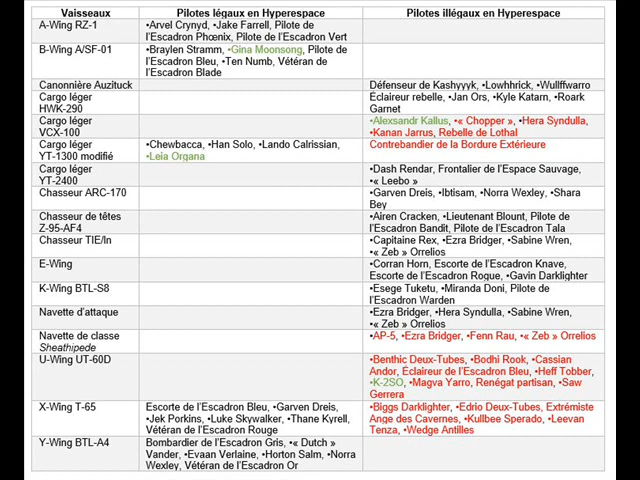 Vaisseaux	Pilotes légaux en Hyperespace	Pilotes illégaux en Hyperespace
A-Wing RZ-1
•Arvel Crynyd, •Jake Farrell, Pilote de
l'Escadron Phœnix, Pilote de l'Escadron Vert
B-Wing A/SF-01
•Braylen Stramm, •Gina Moonsong, Pilote de
l'Escadron Bleu, •Ten Numb, Vétéran de
l'Escadron Blade
Canonnière Auzituck
Défenseur de Kashyyyk, •Lowhhrick, •Wullffwarro
Cargo léger
HWK-290
Éclaireur rebelle, •Jan Ors, •Kyle Katarn, •Roark
Garnet
Cargo léger
VCX-100
•Alexsandr Kallus, •« Chopper », •Hera Syndulla,
•Kanan Jarrus, Rebelle de Lothal
Cargo léger
YT-1300 modifié
•Chewbacca, •Han Solo, •Lando Calrissian,
•Leia Organa
Contrebandier de la Bordure Extérieure
Cargo léger
YT-2400
•Dash Rendar, Frontalier de l'Espace Sauvage,
•« Leebo »
Chasseur ARC-170
•Garven Dreis, •Ibtisam, •Norra Wexley, •Shara
Bey
Chasseur de têtes
Z-95-AF4
•Airen Cracken, •Lieutenant Blount, Pilote de
l'Escadron Bandit, Pilote de l'Escadron Tala
Chasseur TIE/ln
•Capitaine Rex, •Ezra Bridger, •Sabine Wren,
•« Zeb » Orrelios
E-Wing
•Corran Horn, Escorte de l'Escadron Knave,
Escorte de l'Escadron Rogue, •Gavin Darklighter
K-Wing BTL-S8
•Esege Tuketu, •Miranda Doni, Pilote de
l'Escadron Warden
Navette d'attaque
•Ezra Bridger, •Hera Syndulla, •Sabine Wren,
•« Zeb » Orrelios
Navette de classe
Sheathipede
•AP-5, •Ezra Bridger, •Fenn Rau, •« Zeb » Orrelios
U-Wing UT-60D
•Benthic Deux-Tubes, •Bodhi Rook, •Cassian
Andor, Éclaireur de l'Escadron Bleu, •Heff Tobber,
•K-2SO, •Magva Yarro, Renégat partisan, •Saw
Gerrera
X-Wing T-65
Escorte de l'Escadron Bleu, •Garven Dreis,
•Jek Porkins, •Luke Skywalker, •Thane Kyrell,
Vétéran de l'Escadron Rouge
•Biggs Darklighter, •Edrio Deux-Tubes, Extrémiste
Ange des Cavernes, •Kullbee Sperado, •Leevan
Tenza, •Wedge Antilles
Y-Wing BTL-A4
Bombardier de l'Escadron Gris, •« Dutch »
Vander, •Evaan Verlaine, •Horton Salm, •Norra
Wexley, Vétéran de l'Escadron Or